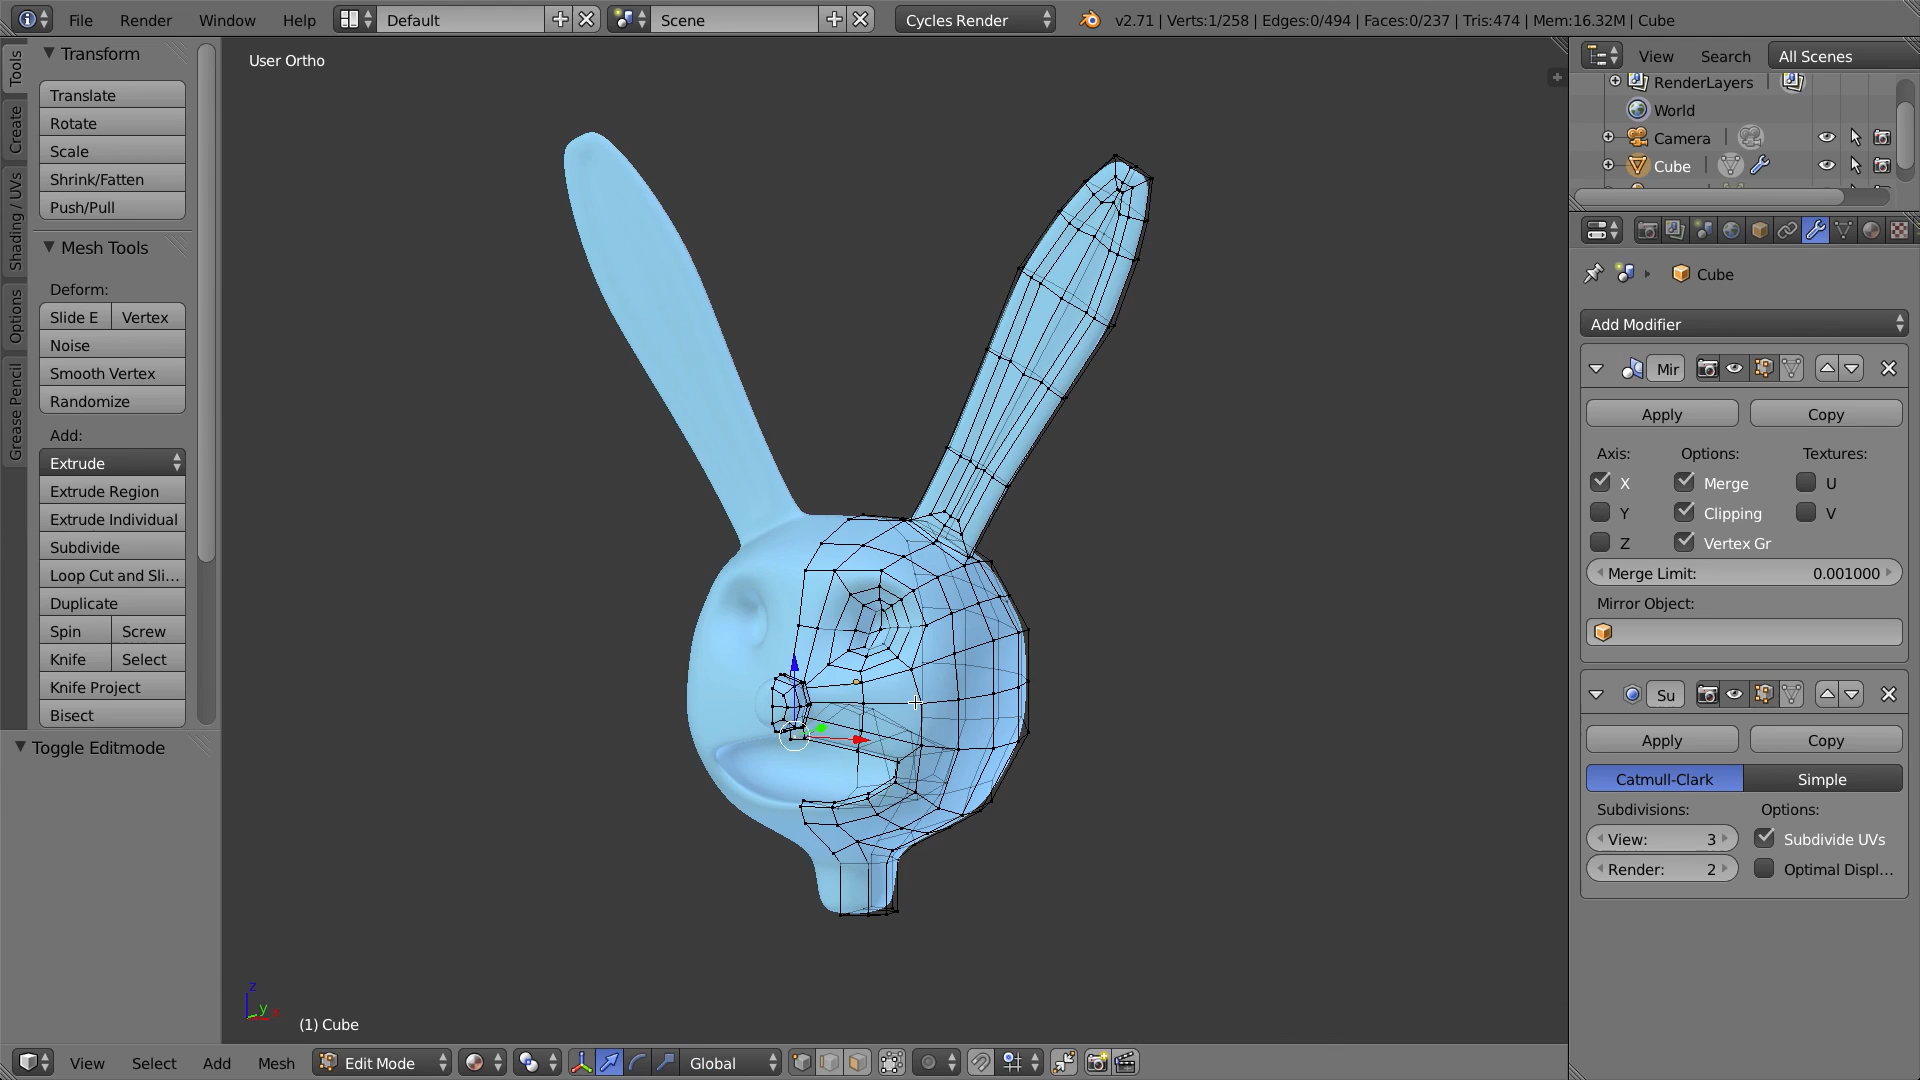 File Render Window Help Default Scene Cycles Render v2.71 | Verts:1/258 | Edges:0/494 | Faces:0/237 | Tris:474 | Mem:16.32M | Cube
Tools
Create
Shading / UVs
Options
Grease Pencil
Transform
Translate
Rotate
Scale
Shrink/Fatten
Push/Pull
Mesh Tools
Deform:
Slide E Vertex
Noise
Smooth Vertex
Randomize
Add:
Extrude
Extrude Region
Extrude Individual
Subdivide
Loop Cut and Sli...
Duplicate
Spin Screw
Knife Select
Knife Project
Bisect
Toggle Editmode
User Ortho
z
y
(1) Cube
View Select Add Mesh Edit Mode Global
View Search All Scenes
RenderLayers
World
Camera
Cube
Cube
Add Modifier
Mir
Apply Copy
Axis: Options: Textures:
X Merge U
Y Clipping V
Z Vertex Gr
Merge Limit: 0.001000
Mirror Object:
Su
Apply Copy
Catmull-Clark Simple
Subdivisions: Options:
View: 3 Subdivide UVs
Render: 2 Optimal Displ...